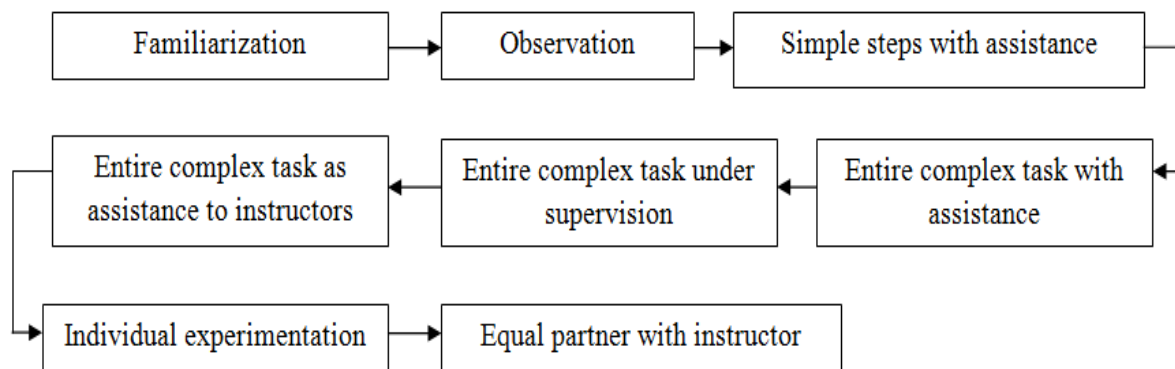 Familiarization
Observation
Simple steps with assistance
Entire complex task as
assistance to instructors
Entire complex task under
supervision
Entire complex task with
assistance
Individual experimentation
Equal partner with instructor